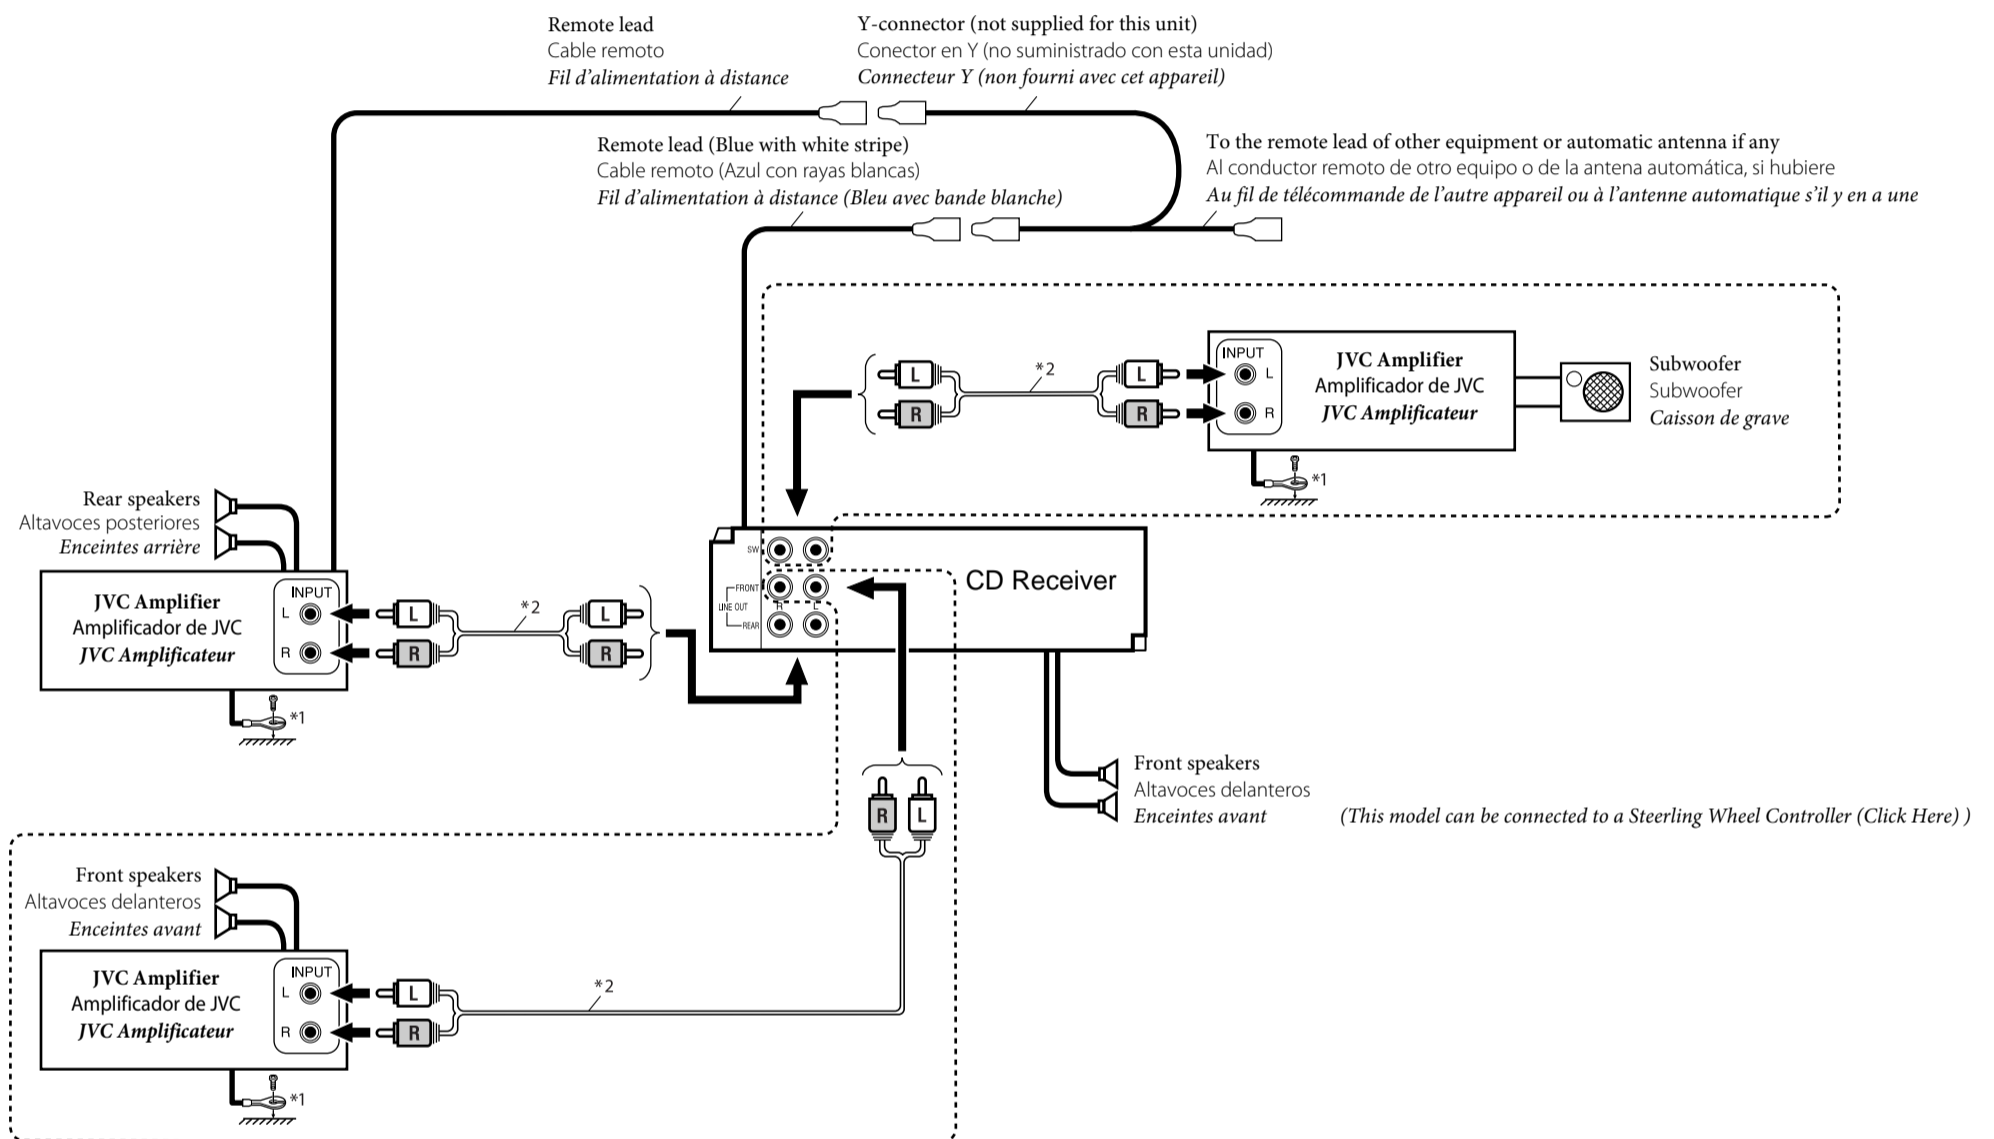 Remote lead
Cable remoto
Fil d'alimentation à distance
Y-connector (not supplied for this unit)
Conector en Y (no suministrado con esta unidad)
Connecteur Y (non fourni avec cet appareil)
Remote lead (Blue with white stripe)
Cable remoto (Azul con rayas blancas)
Fil d'alimentation à distance (Bleu avec bande blanche)
To the remote lead of other equipment or automatic antenna if any
Al conductor remoto de otro equipo o de la antena automática, si hubiere
Au fil de télécommande de l'autre appareil ou à l'antenne automatique s'il y en a une
L
R
*2
L
R
INPUT
L
R
JVC Amplifier
Amplificador de JVC
JVC Amplificateur
Subwoofer
Subwoofer
Caisson de grave
*1
Rear speakers
Altavoces posteriores
Enceintes arrière
JVC Amplifier
Amplificador de JVC
JVC Amplificateur
INPUT
L
R
L
R
*2
L
R
*1
SW
FRONT
LINE OUT
R
L
REAR
CD Receiver
Front speakers
Altavoces delanteros
Enceintes avant
(This model can be connected to a Steerling Wheel Controller (Click Here) )
R
L
Front speakers
Altavoces delanteros
Enceintes avant
JVC Amplifier
Amplificador de JVC
JVC Amplificateur
INPUT
L
R
L
R
*2
*1